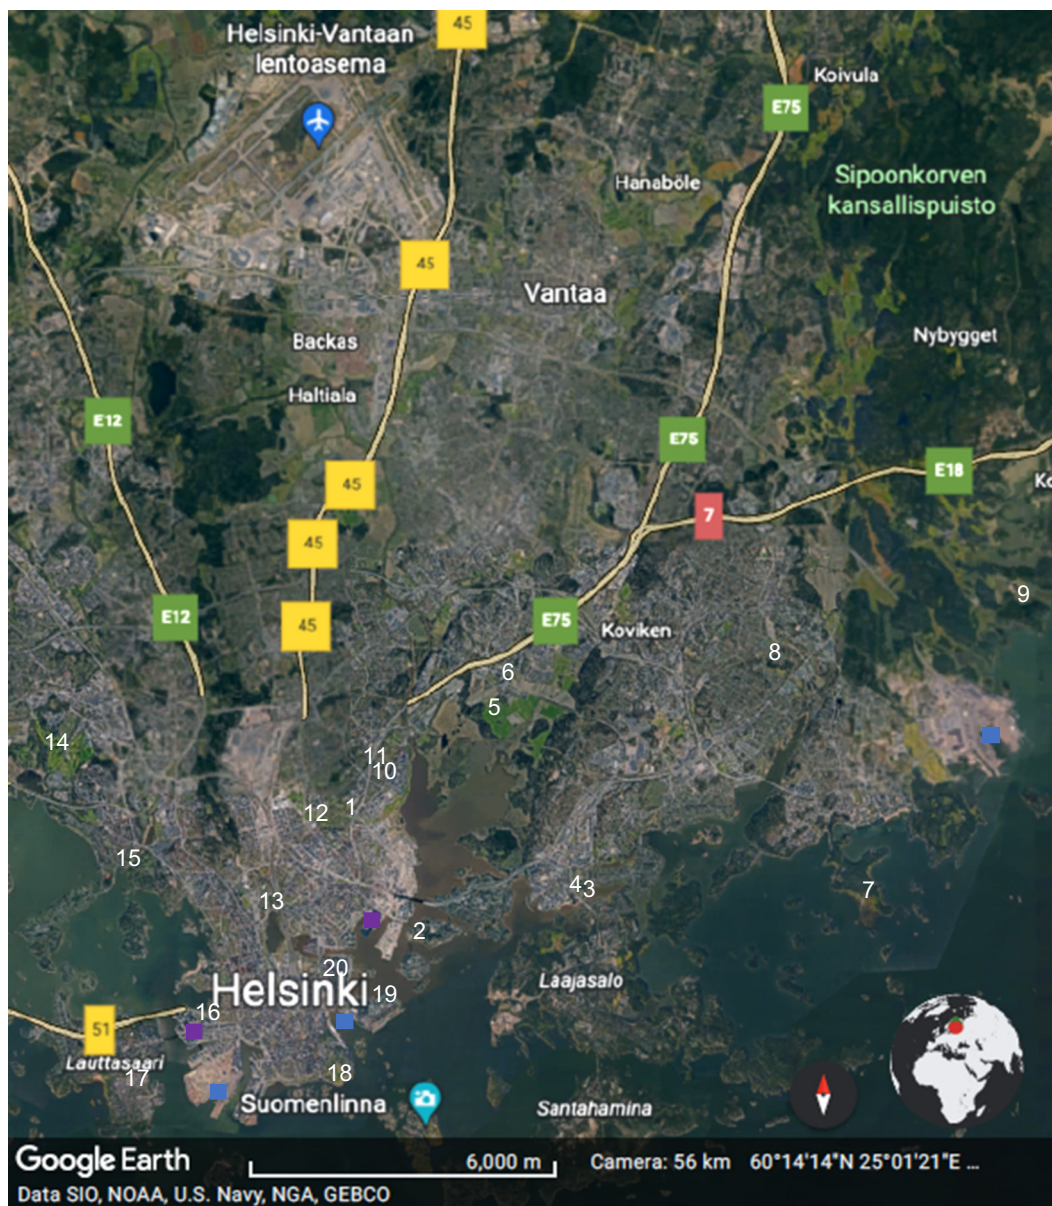 45
Helsinki-Vantaan
lentoasema
Koivula
E75
Hanaböle
Sipoonkorven
kansallispuisto
45
Vantaa
Backas
Nybygget
Haltiala
E12
E75
E18
45
7
45
9
E12
E75
45
Koviken
8
6
5
14
11
10
12
1
15
4
3
7
13
2
20
Helsinki
19
Laajasalo
16
51
Lauttasaari
17
18
Suomenlinna
Santahamina
Google Earth
6,000 m
Camera: 56 km 60°14'14"N 25°01'21"E ...
Data SIO, NOAA, U.S. Navy, NGA, GEBCO